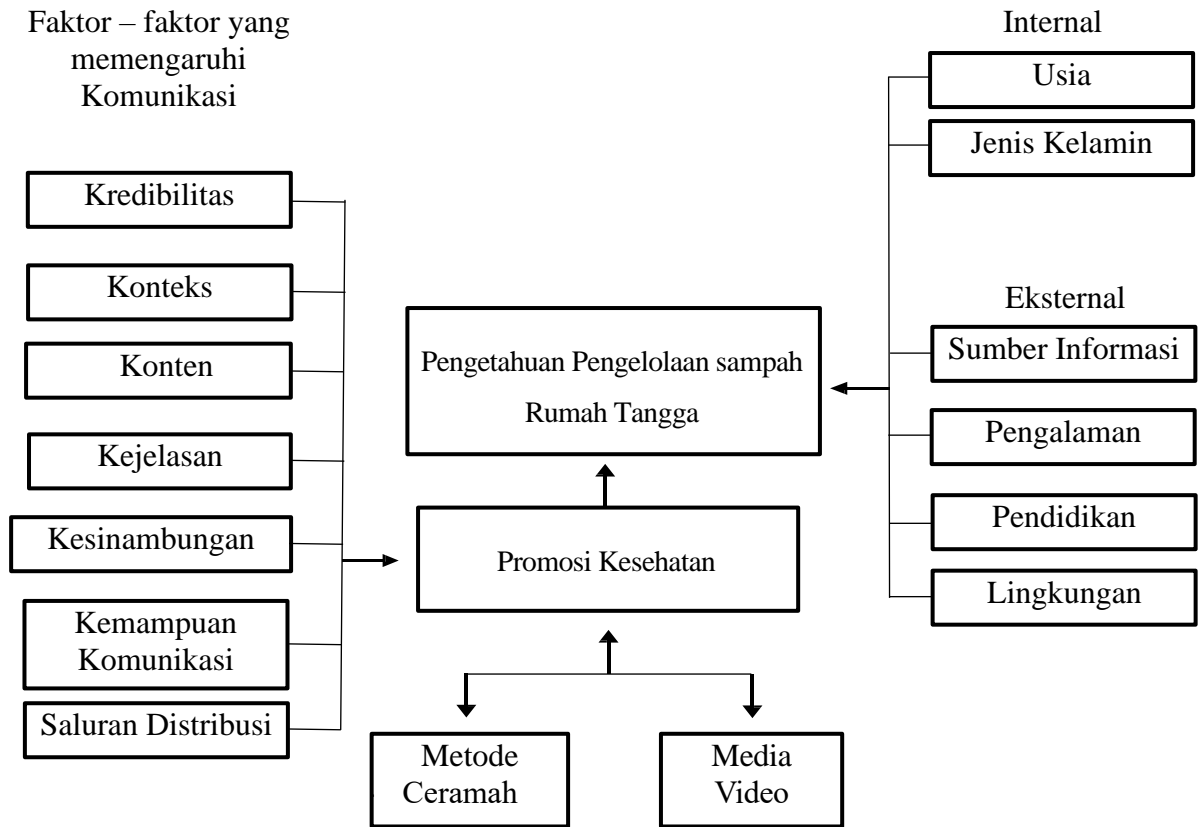 Faktor – faktor yang
memengaruhi
Komunikasi
Kredibilitas
Konteks
Konten
Kejelasan
Kesinambungan
Kemampuan
Komunikasi
Saluran Distribusi
Pengetahuan Pengelolaan sampah
Rumah Tangga
Promosi Kesehatan
Metode
Ceramah
Media
Video
Internal
Usia
Jenis Kelamin
Eksternal
Sumber Informasi
Pengalaman
Pendidikan
Lingkungan